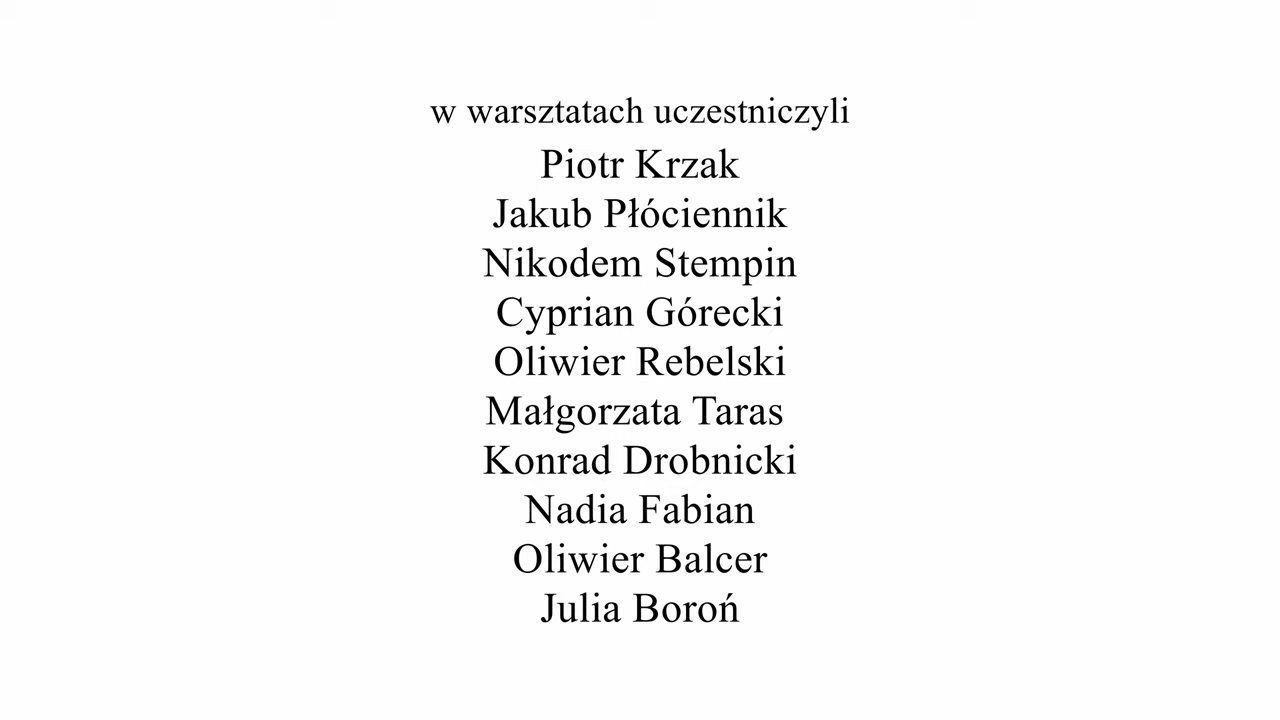 w warsztatach uczestniczyli
Piotr Krzak
Jakub Płóciennik
Nikodem Stempin
Cyprian Górecki
Oliwier Rebelski
Małgorzata Taras
Konrad Drobnicki
Nadia Fabian
Oliwier Balcer
Julia Boroń